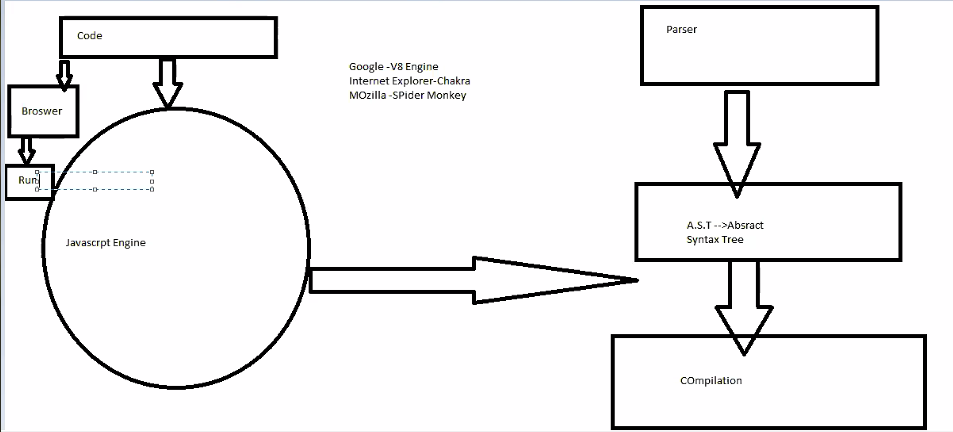 Code
Google -V8 Engine
Internet Explorer-Chakra
MOzilla -SPider Monkey
Broswer
Run
Javascrpt Engine
Parser
A.S.T -->Absract
Syntax Tree
COmpilation